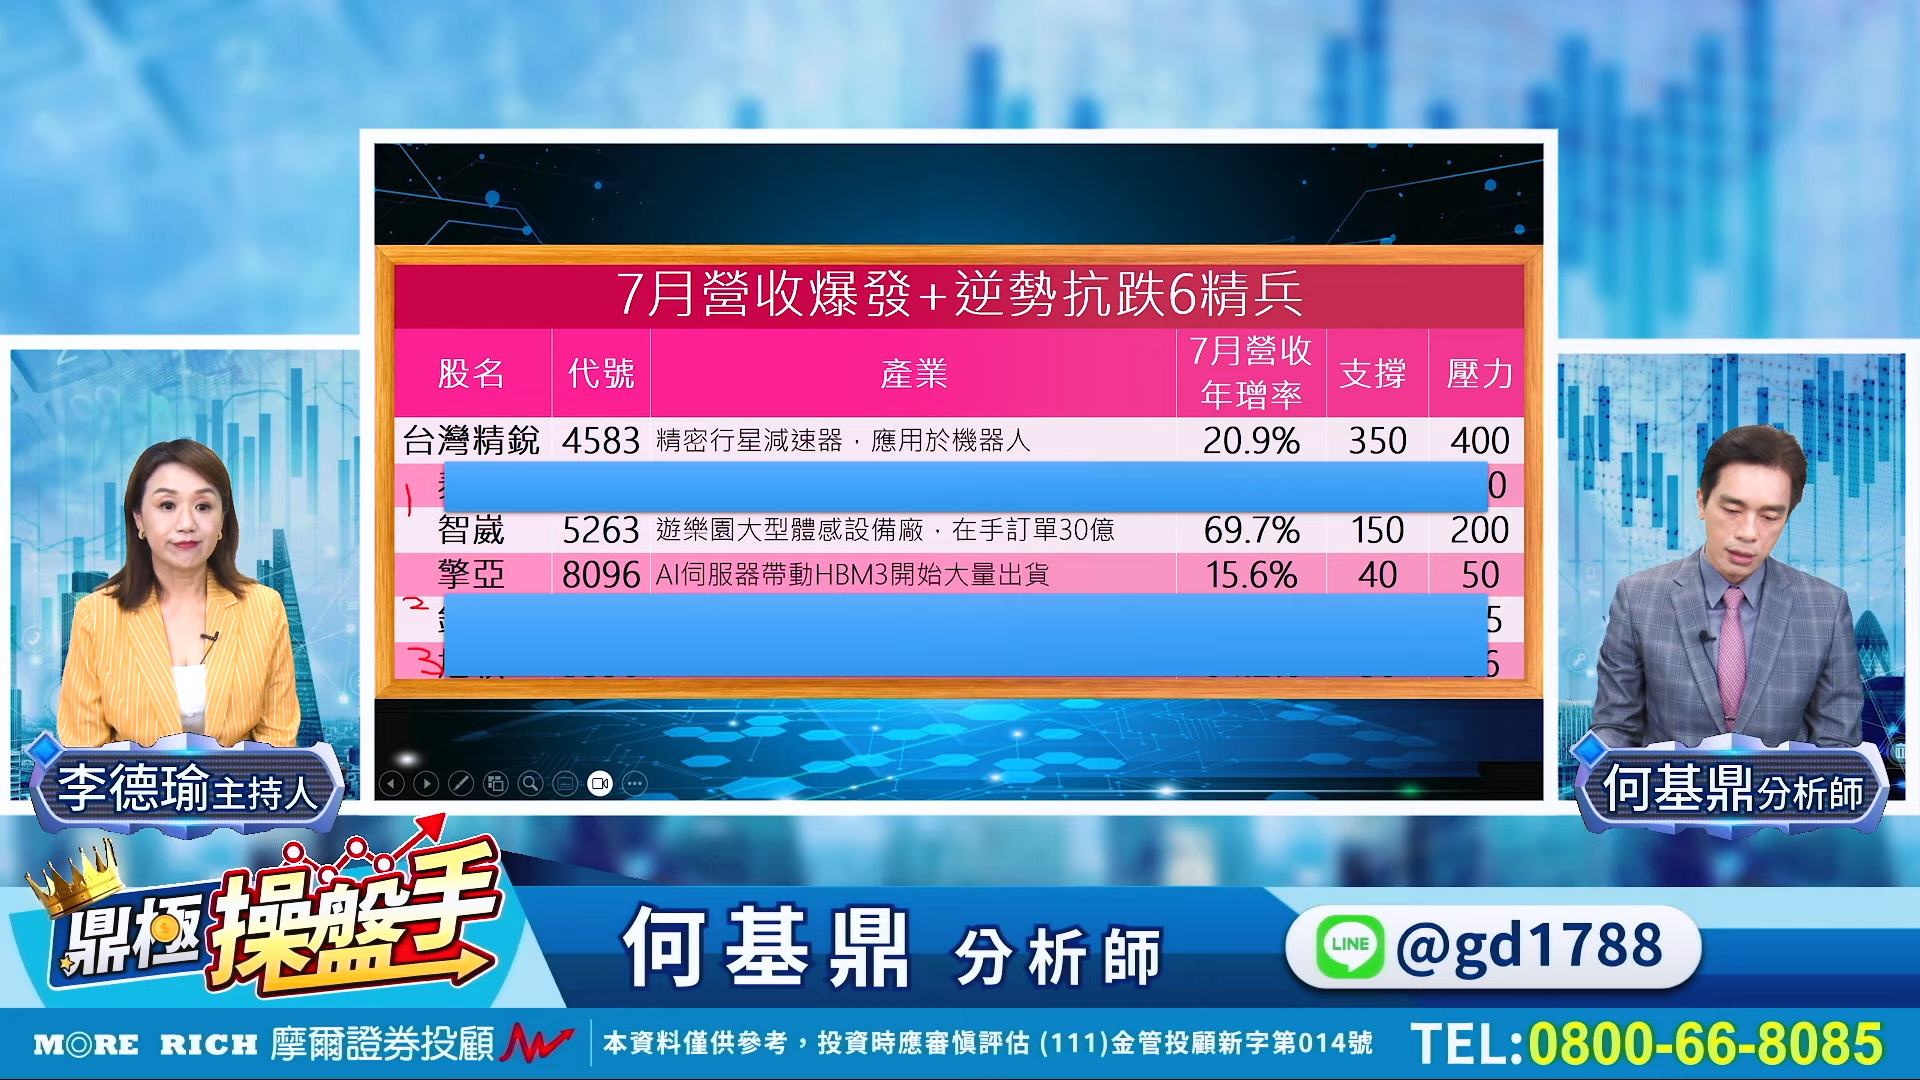 7月營收爆發+逆勢抗跌6精兵
股名 代號 產業 7月營收年增率 支撐 壓力
台灣精銳 4583 精密行星減速器，應用於機器人 20.9% 350 400
1
智崴 5263 遊樂園大型體感設備廠，在手訂單30億 69.7% 150 200
擎亞 8096 AI伺服器帶動HBM3開始大量出貨 15.6% 40 50
2
3
李德瑜主持人
何基鼎分析師
鼎極操盤手
何基鼎 分析師
LINE @gd1788
MORE RICH 摩爾證券投顧
本資料僅供參考，投資時應審慎評估 (111)金管投顧新字第014號
TEL:0800-66-8085